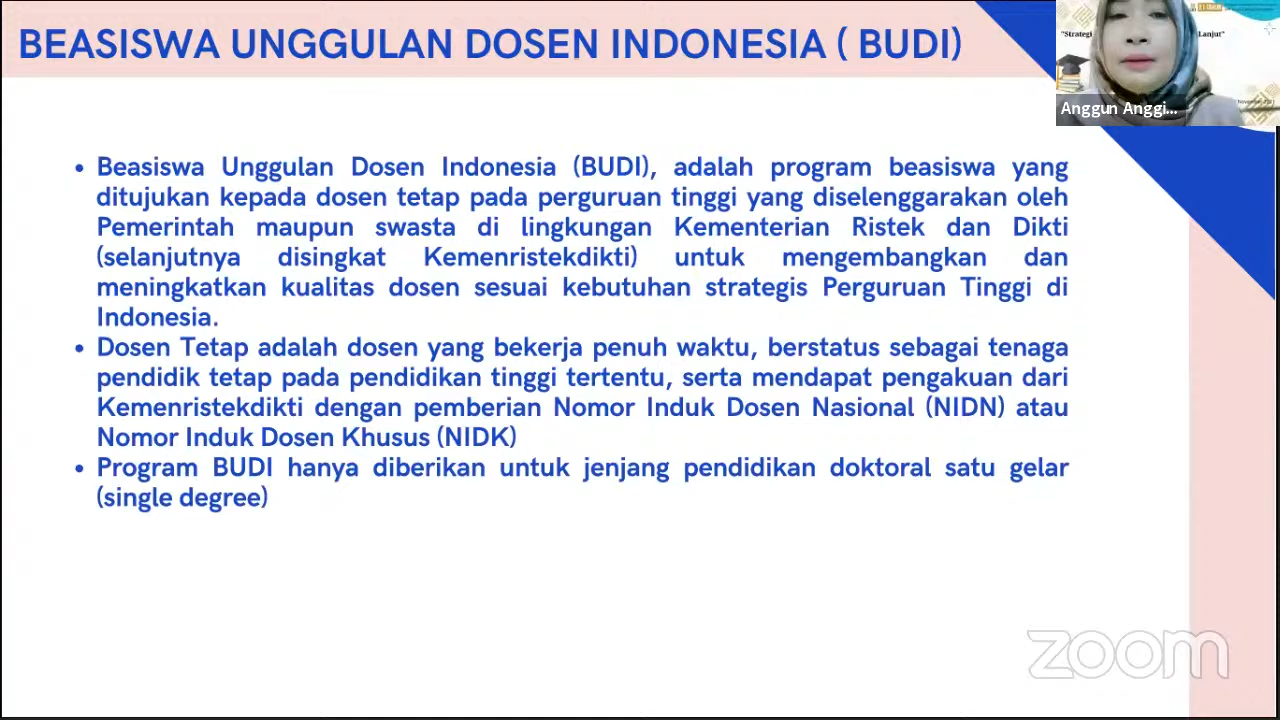 BEASISWA UNGGULAN DOSEN INDONESIA ( BUDI)
"Strategi
Lanjut"
Anggun Anggi...
• Beasiswa Unggulan Dosen Indonesia (BUDI), adalah program beasiswa yang
ditujukan kepada dosen tetap pada perguruan tinggi yang diselenggarakan oleh
Pemerintah maupun swasta di lingkungan Kementerian Ristek dan Dikti
(selanjutnya disingkat Kemenristekdikti) untuk mengembangkan dan
meningkatkan kualitas dosen sesuai kebutuhan strategis Perguruan Tinggi di
Indonesia.
• Dosen Tetap adalah dosen yang bekerja penuh waktu, berstatus sebagai tenaga
pendidik tetap pada pendidikan tinggi tertentu, serta mendapat pengakuan dari
Kemenristekdikti dengan pemberian Nomor Induk Dosen Nasional (NIDN) atau
Nomor Induk Dosen Khusus (NIDK)
• Program BUDI hanya diberikan untuk jenjang pendidikan doktoral satu gelar
(single degree)
zoom